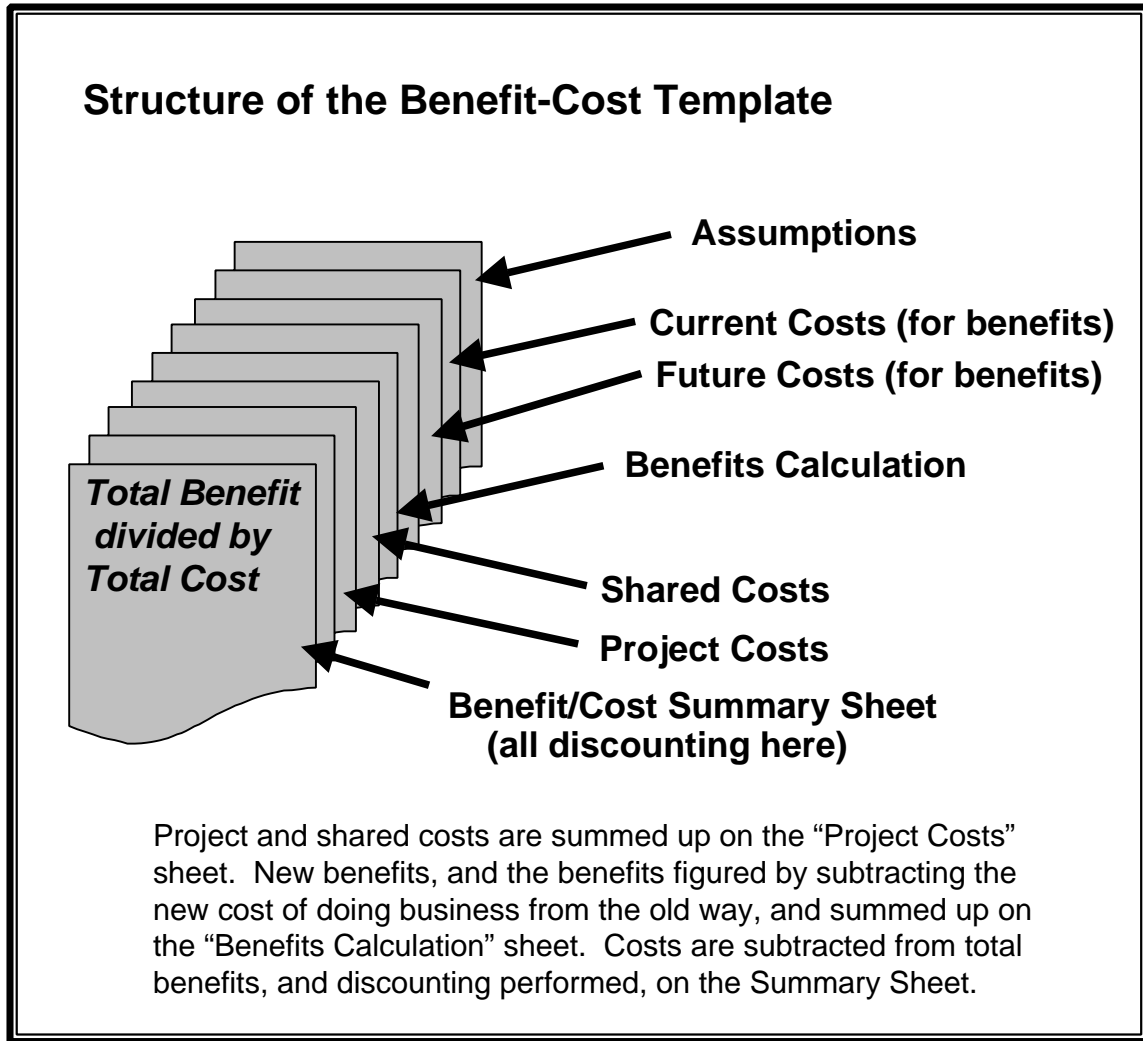 Structure of the Benefit-Cost Template
Assumptions
Current Costs (for benefits)
Future Costs (for benefits)
Benefits Calculation
Total Benefit
divided by
Total Cost
Shared Costs
Project Costs
Benefit/Cost Summary Sheet
(all discounting here)
Project and shared costs are summed up on the “Project Costs”
sheet.  New benefits, and the benefits figured by subtracting the
new cost of doing business from the old way, and summed up on
the “Benefits Calculation” sheet.  Costs are subtracted from total
benefits, and discounting performed, on the Summary Sheet.